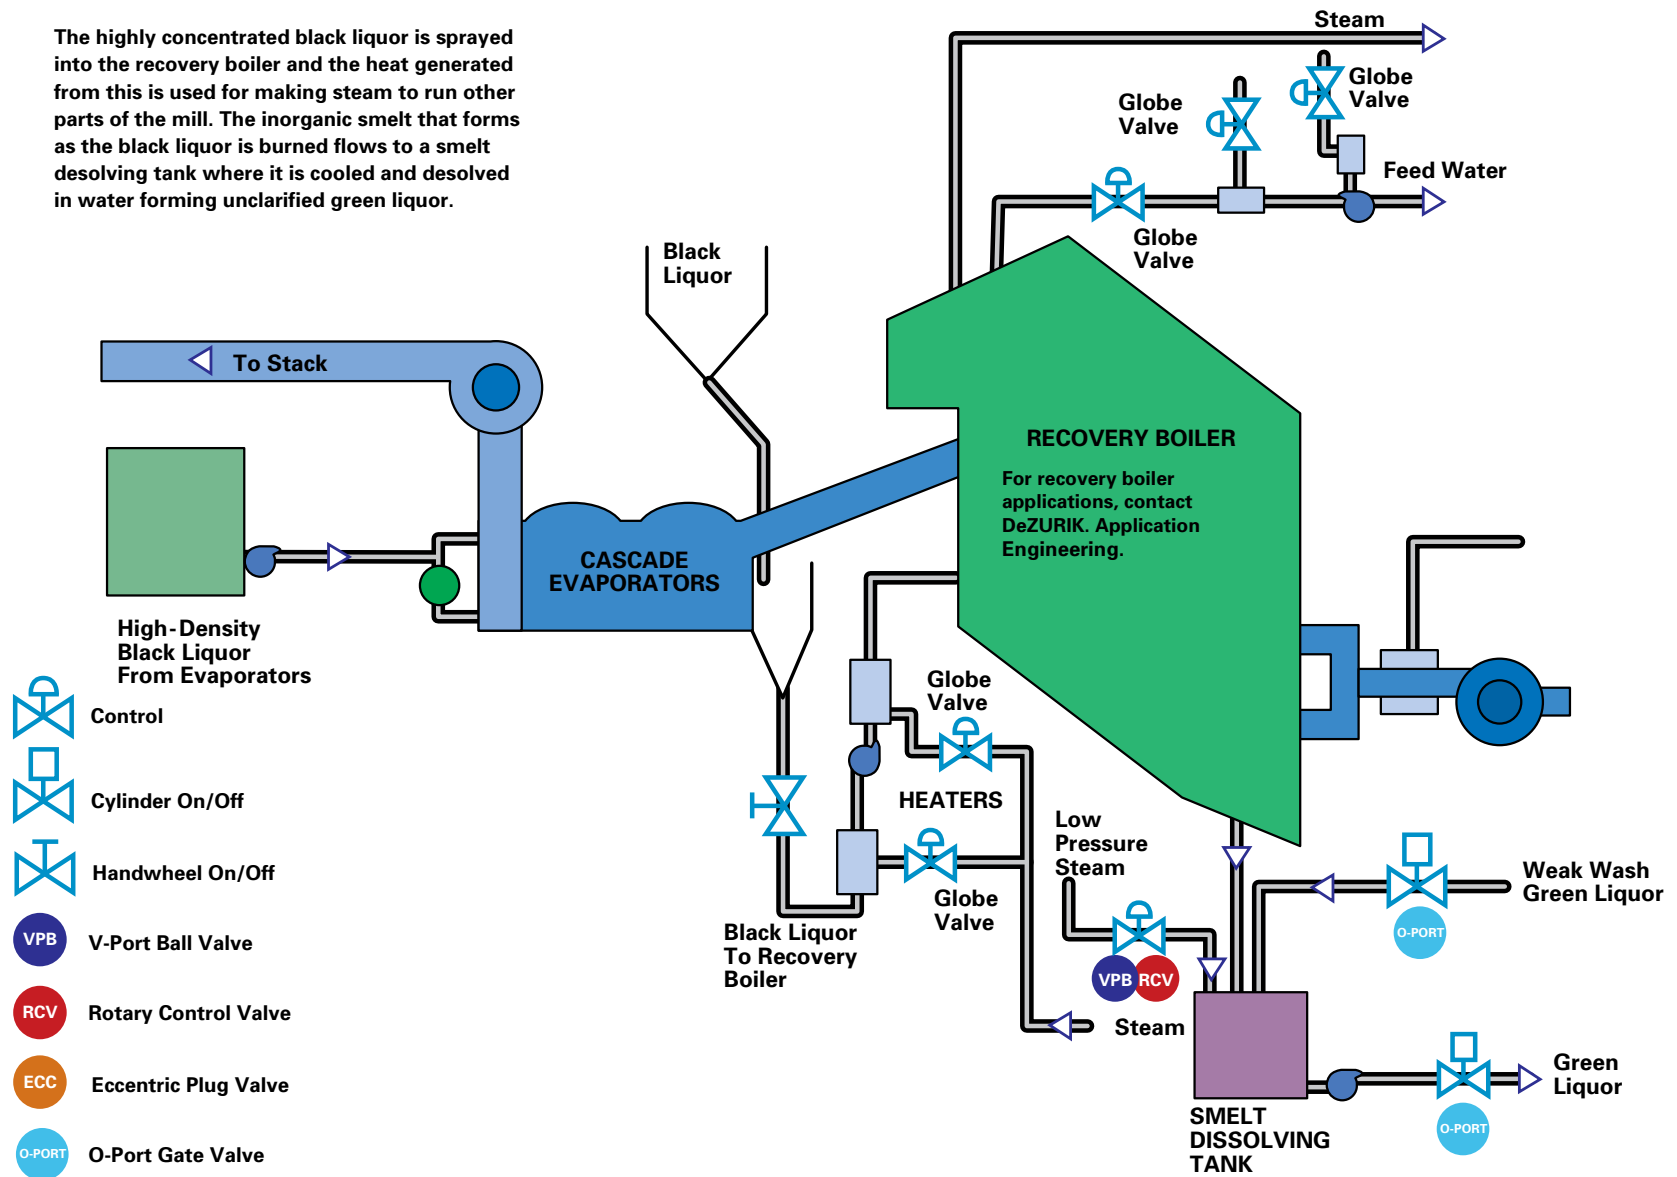 The highly concentrated black liquor is sprayed
into the recovery boiler and the heat generated
from this is used for making steam to run other
parts of the mill. The inorganic smelt that forms
as the black liquor is burned flows to a smelt
desolving tank where it is cooled and desolved
in water forming unclarified green liquor.
Steam
Globe
Valve
Globe
Valve
Feed Water
Globe
Valve
Black
Liquor
To Stack
RECOVERY BOILER
For recovery boiler
applications, contact
DeZURIK. Application
Engineering.
CASCADE
EVAPORATORS
High-Density
Black Liquor
From Evaporators
Globe
Valve
HEATERS
Globe
Valve
Black Liquor
To Recovery
Boiler
Low
Pressure
Steam
VPB
RCV
Steam
Weak Wash
Green Liquor
O-PORT
Green
Liquor
O-PORT
SMELT
DISSOLVING
TANK
Control
Cylinder On/Off
Handwheel On/Off
VPB
V-Port Ball Valve
RCV
Rotary Control Valve
ECC
Eccentric Plug Valve
O-PORT
O-Port Gate Valve